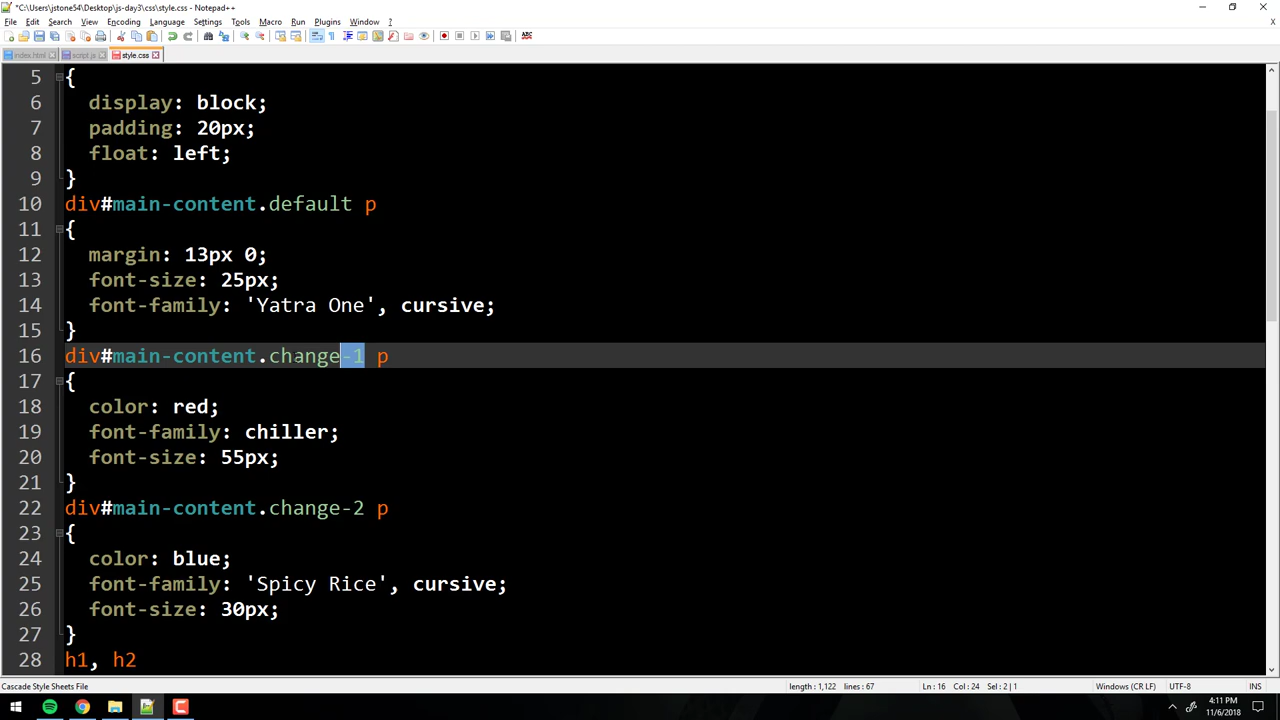 *C:\Users\jstone54\Desktop\js-day3\css\style.css - Notepad++
File Edit Search View Encoding Language Settings Tools Macro Run Plugins Window ? X
index.html script.js style.css
5 {
6 display: block;
7 padding: 20px;
8 float: left;
9 }
10 div#main-content.default p
11 {
12 margin: 13px 0;
13 font-size: 25px;
14 font-family: 'Yatra One', cursive;
15 }
16 div#main-content.change-1 p
17 {
18 color: red;
19 font-family: chiller;
20 font-size: 55px;
21 }
22 div#main-content.change-2 p
23 {
24 color: blue;
25 font-family: 'Spicy Rice', cursive;
26 font-size: 30px;
27 }
28 h1, h2
Cascade Style Sheets File length : 1,122 lines : 67 Ln : 16 Col : 24 Sel : 2 | 1 Windows (CR LF) UTF-8 INS
4:11 PM
11/6/2018